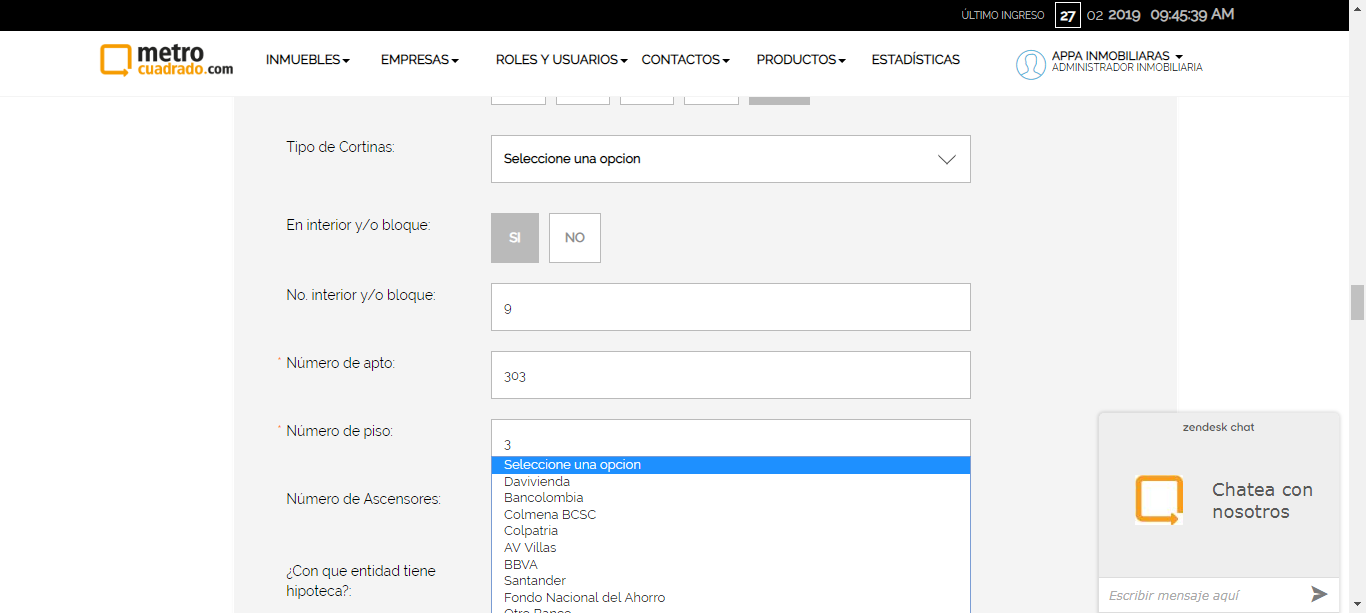 ÚLTIMO INGRESO 27 02 2019 09:45:39 AM
metro
cuadrado.com
INMUEBLES EMPRESAS ROLES Y USUARIOS CONTACTOS PRODUCTOS ESTADÍSTICAS
APPA INMOBILIARAS
ADMINISTRADOR INMOBILIARIA
Tipo de Cortinas:
Seleccione una opcion
En interior y/o bloque:
SI NO
No. interior y/o bloque:
9
* Número de apto:
303
* Número de piso:
3
Seleccione una opcion
Davivienda
Bancolombia
Colmena BCSC
Colpatria
AV Villas
BBVA
Santander
Fondo Nacional del Ahorro
Otro Banco
Número de Ascensores:
¿Con que entidad tiene
hipoteca?:
zendesk chat
Chatea con
nosotros
Escribir mensaje aquí